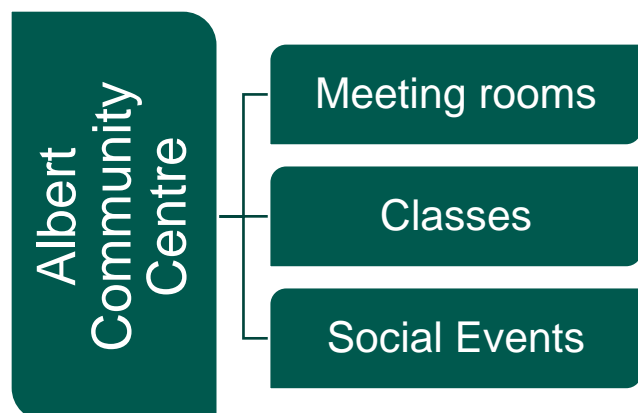 Albert
Community
Centre
Meeting rooms
Classes
Social Events